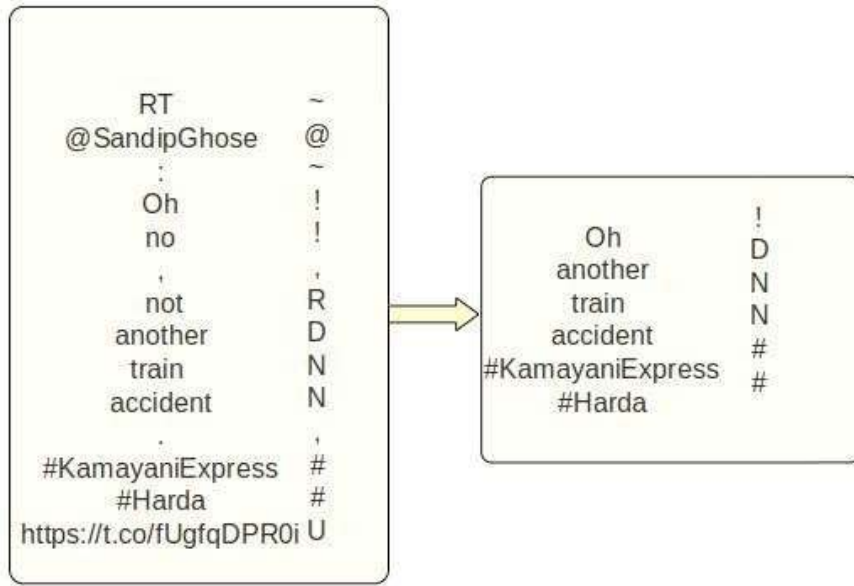 RT ~
@SandipGhose @
: ~
Oh !
no !
, ,
not R
another D
train N
accident N
. ,
#KamayaniExpress #
#Harda #
https://t.co/fUgfqDPR0i U
Oh !
another D
train N
accident N
#KamayaniExpress #
#Harda #